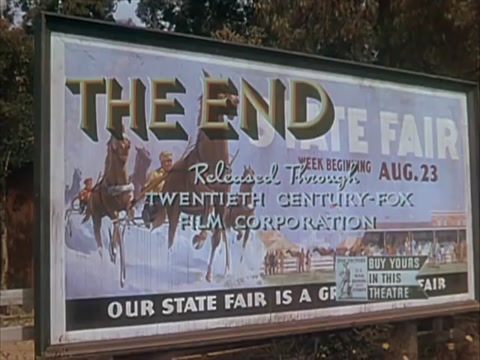 THE END
STATE FAIR
WEEK BEGINNING AUG. 23
Released Through
TWENTIETH CENTURY-FOX
FILM CORPORATION
BUY YOURS
IN THIS
THEATRE
OUR STATE FAIR IS A FAIR